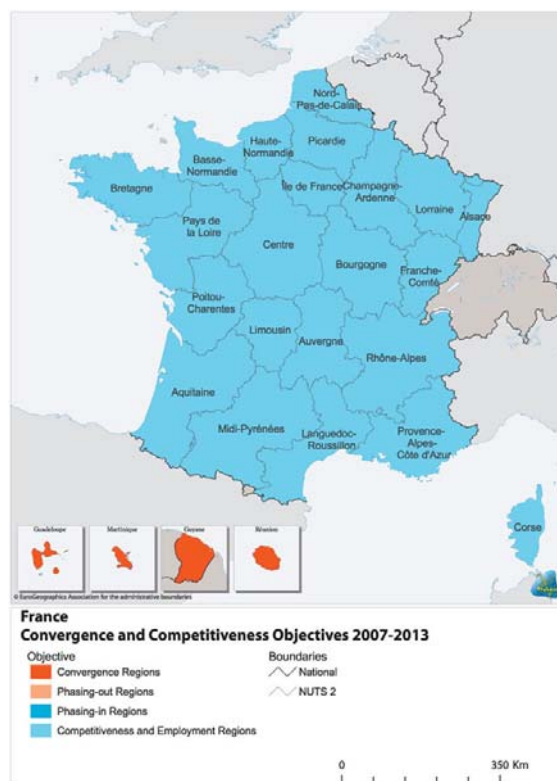 Nord-
Pas-de-Calais
Haute-
Normandie
Picardie
Basse-
Normandie
Île de France
Champagne-
Ardenne
Lorraine
Alsace
Bretagne
Pays de
la Loire
Centre
Bourgogne
Franche-
Comté
Poitou-
Charentes
Limousin
Auvergne
Rhône-Alpes
Aquitaine
Midi-Pyrénées
Languedoc-
Roussillon
Provence-
Alpes-
Côte d'Azur
Corse
Guadeloupe
Martinique
Guyane
Réunion
© EuroGeographics Association for the administrative boundaries
France
Convergence and Competitiveness Objectives 2007-2013
Objective
Convergence Regions
Phasing-out Regions
Phasing-in Regions
Competitiveness and Employment Regions
Boundaries
National
NUTS 2
0
350 Km